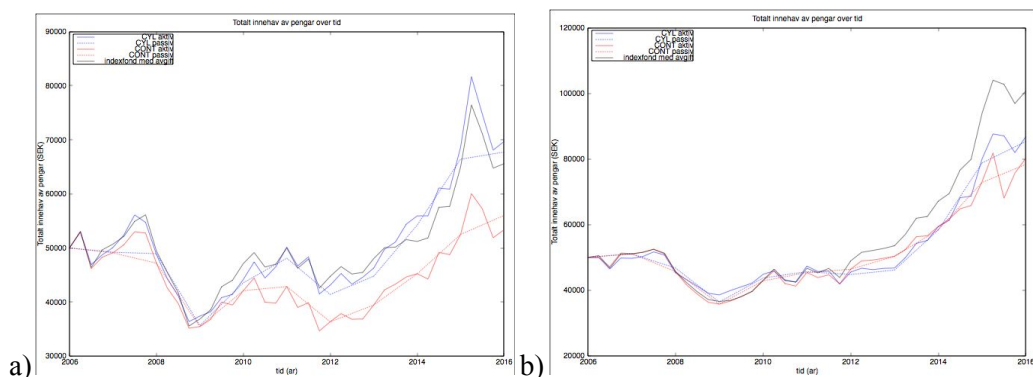 Totalt innehav av pengar over tid
90000
CYL aktiv
CYL passiv
CONT aktiv
CONT passiv
indexfond med avgift
80000
70000
60000
50000
40000
30000
Totalt innehav av pengar (SEK)
2006
2008
2010
2012
2014
2016
tid (ar)
a)
Totalt innehav av pengar over tid
120000
CYL aktiv
CYL passiv
CONT aktiv
CONT passiv
indexfond med avgift
100000
80000
60000
40000
20000
Totalt innehav av pengar (SEK)
2006
2008
2010
2012
2014
2016
tid (ar)
b)